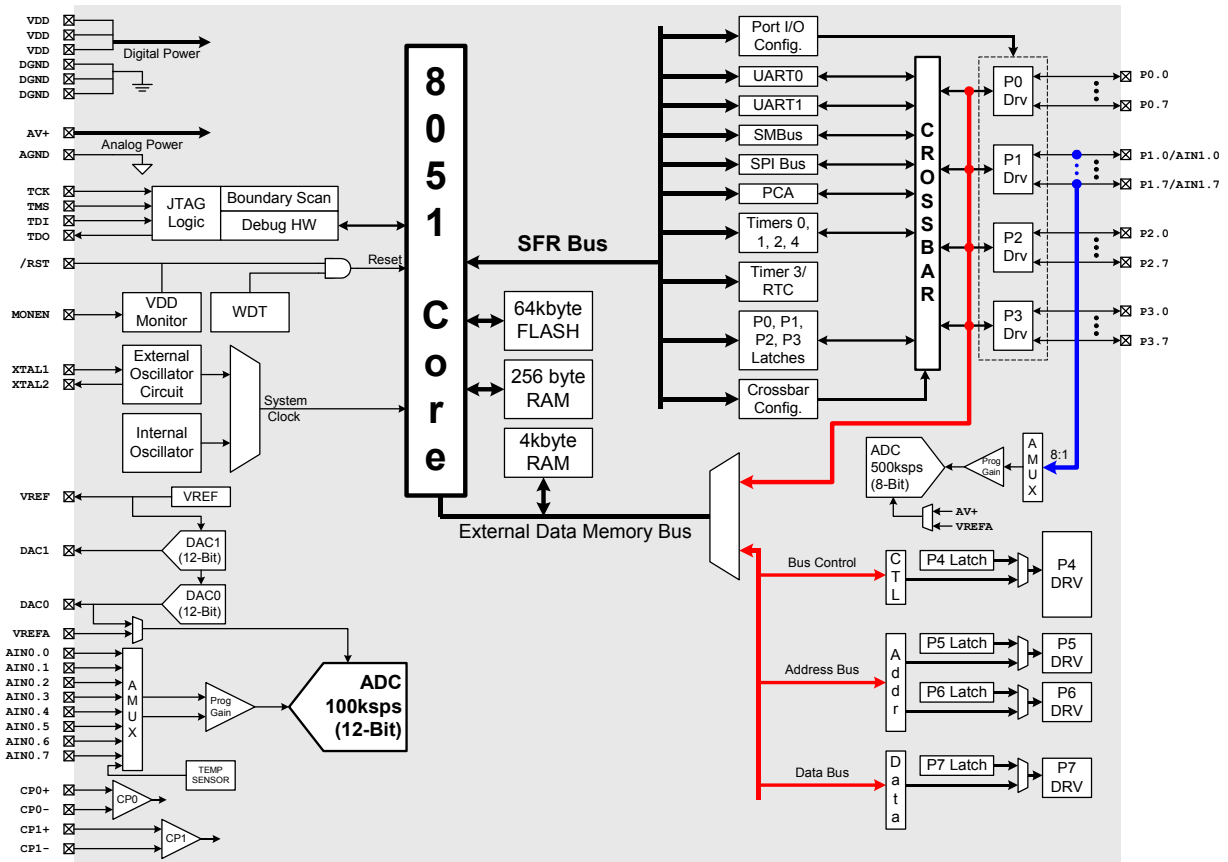 VDD
VDD
VDD
Digital Power
DGND
DGND
DGND
AV+
Analog Power
AGND
TCK
TMS
TDI
TDO
JTAG
Logic
Boundary Scan
Debug HW
/RST
Reset
MONEN
VDD
Monitor
WDT
XTAL1
XTAL2
External
Oscillator
Circuit
Internal
Oscillator
System
Clock
VREF
VREF
DAC1
DAC1
(12-Bit)
DAC0
DAC0
(12-Bit)
VREFA
AIN0.0
AIN0.1
AIN0.2
AIN0.3
AIN0.4
AIN0.5
AIN0.6
AIN0.7
AMUX
Prog
Gain
ADC
100ksps
(12-Bit)
TEMP
SENSOR
CP0+
CP0-
CP0
CP1+
CP1-
CP1
8051 Core
SFR Bus
64kbyte
FLASH
256 byte
RAM
4kbyte
RAM
External Data Memory Bus
Port I/O
Config.
UART0
UART1
SMBus
SPI Bus
PCA
Timers 0,
1, 2, 4
Timer 3/
RTC
P0, P1,
P2, P3
Latches
Crossbar
Config.
CROSSBAR
P0
Drv
P1
Drv
P2
Drv
P3
Drv
P0.0
P0.7
P1.0/AIN1.0
P1.7/AIN1.7
P2.0
P2.7
P3.0
P3.7
ADC
500ksps
(8-Bit)
Prog
Gain
AMUX
8:1
AV+
VREFA
Bus Control
CTL
P4 Latch
P4
DRV
Address Bus
Addr
P5 Latch
P5
DRV
P6 Latch
P6
DRV
Data Bus
Data
P7 Latch
P7
DRV